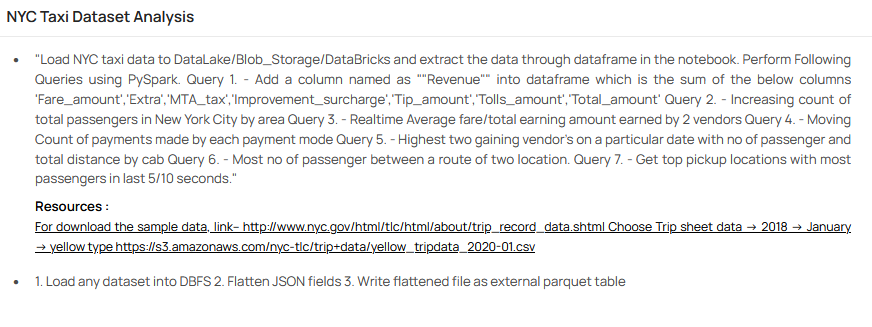 NYC Taxi Dataset Analysis
"Load NYC taxi data to DataLake/Blob_Storage/DataBricks and extract the data through dataframe in the notebook. Perform Following
Queries using PySpark. Query 1. - Add a column named as ""Revenue"" into dataframe which is the sum of the below columns
'Fare_amount','Extra','MTA_tax','Improvement_surcharge','Tip_amount','Tolls_amount','Total_amount' Query 2. - Increasing count of
total passengers in New York City by area Query 3. - Realtime Average fare/total earning amount earned by 2 vendors Query 4. - Moving
Count of payments made by each payment mode Query 5. - Highest two gaining vendor's on a particular date with no of passenger and
total distance by cab Query 6. - Most no of passenger between a route of two location. Query 7. - Get top pickup locations with most
passengers in last 5/10 seconds."
Resources :
For download the sample data, link– http://www.nyc.gov/html/tlc/html/about/trip_record_data.shtml Choose Trip sheet data → 2018 → January
→ yellow type https://s3.amazonaws.com/nyc-tlc/trip+data/yellow_tripdata_2020-01.csv
1. Load any dataset into DBFS 2. Flatten JSON fields 3. Write flattened file as external parquet table